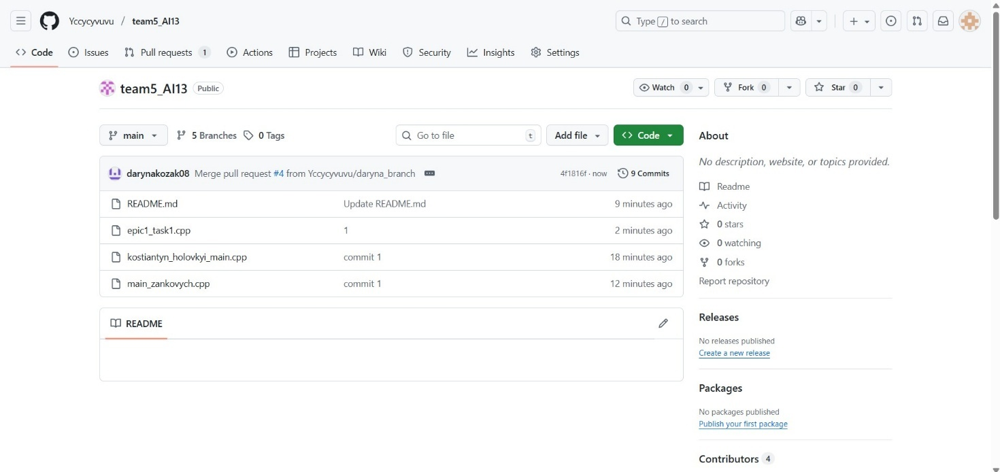 Yccycyvuvu / team5_AI13
Type / to search
Code Issues Pull requests 1 Actions Projects Wiki Security Insights Settings
team5_AI13 Public
Watch 0 Fork 0 Star 0
main 5 Branches 0 Tags Go to file t Add file Code
darynakozak08 Merge pull request #4 from Yccycyvuvu/daryna_branch 4f1816f · now 9 Commits
README.md Update README.md 9 minutes ago
epic1_task1.cpp 1 2 minutes ago
kostiantyn_holovkyi_main.cpp commit 1 18 minutes ago
main_zankovych.cpp commit 1 12 minutes ago
README
About
No description, website, or topics provided.
Readme
Activity
0 stars
0 watching
0 forks
Report repository
Releases
No releases published
Create a new release
Packages
No packages published
Publish your first package
Contributors 4